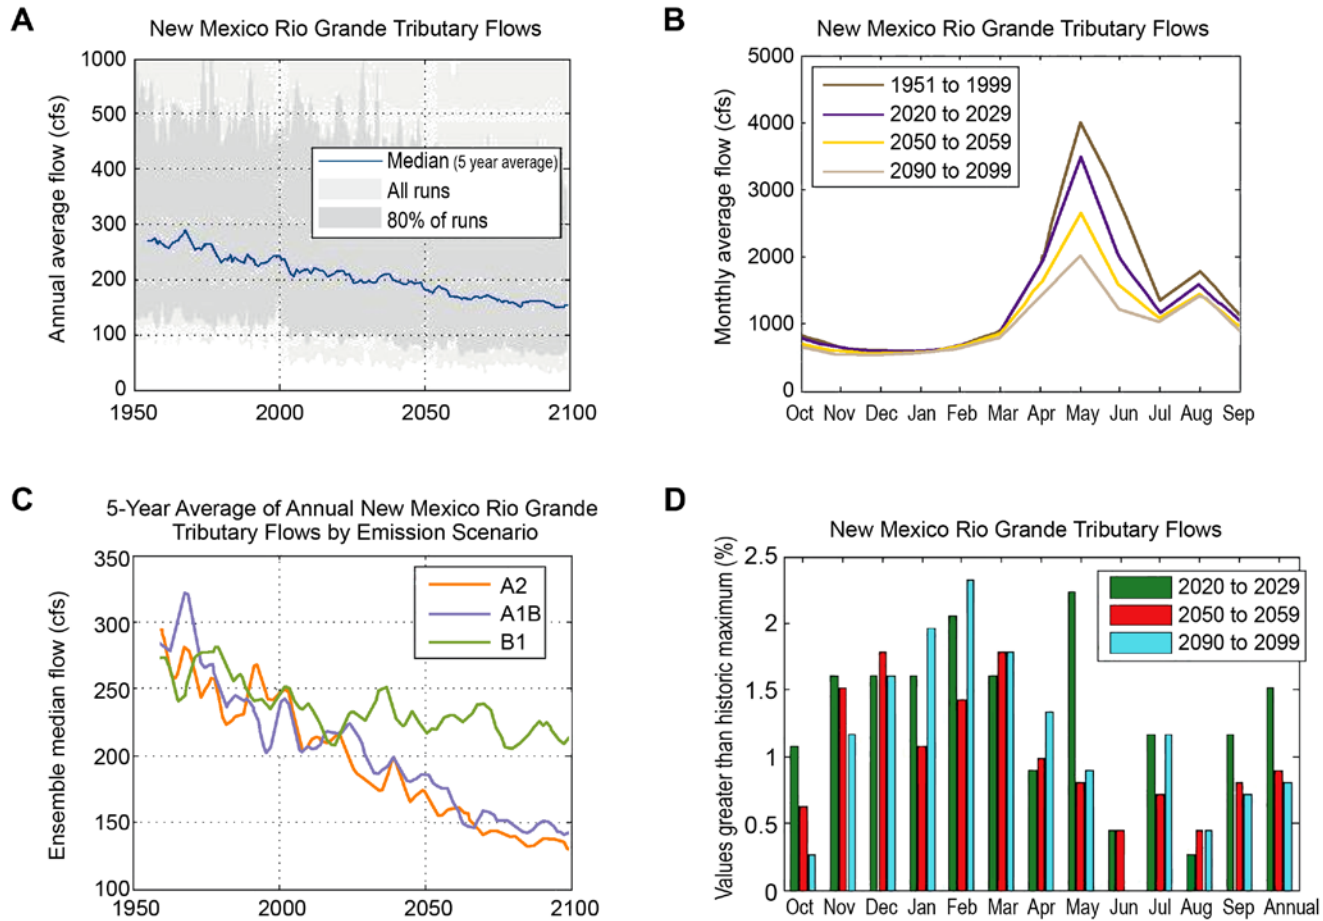 A
New Mexico Rio Grande Tributary Flows
Annual average flow (cfs)
1000
500
400
300
200
100
0
1950
2000
2050
2100
Median (5 year average)
All runs
80% of runs
B
New Mexico Rio Grande Tributary Flows
Monthly average flow (cfs)
5000
4000
3000
2000
1000
0
Oct Nov Dec Jan Feb Mar Apr May Jun Jul Aug Sep
1951 to 1999
2020 to 2029
2050 to 2059
2090 to 2099
C
5-Year Average of Annual New Mexico Rio Grande
Tributary Flows by Emission Scenario
Ensemble median flow (cfs)
350
300
250
200
150
100
1950
2000
2050
2100
A2
A1B
B1
D
New Mexico Rio Grande Tributary Flows
Values greater than historic maximum (%)
2.5
2
1.5
1
0.5
0
Oct Nov Dec Jan Feb Mar Apr May Jun Jul Aug Sep Annual
2020 to 2029
2050 to 2059
2090 to 2099